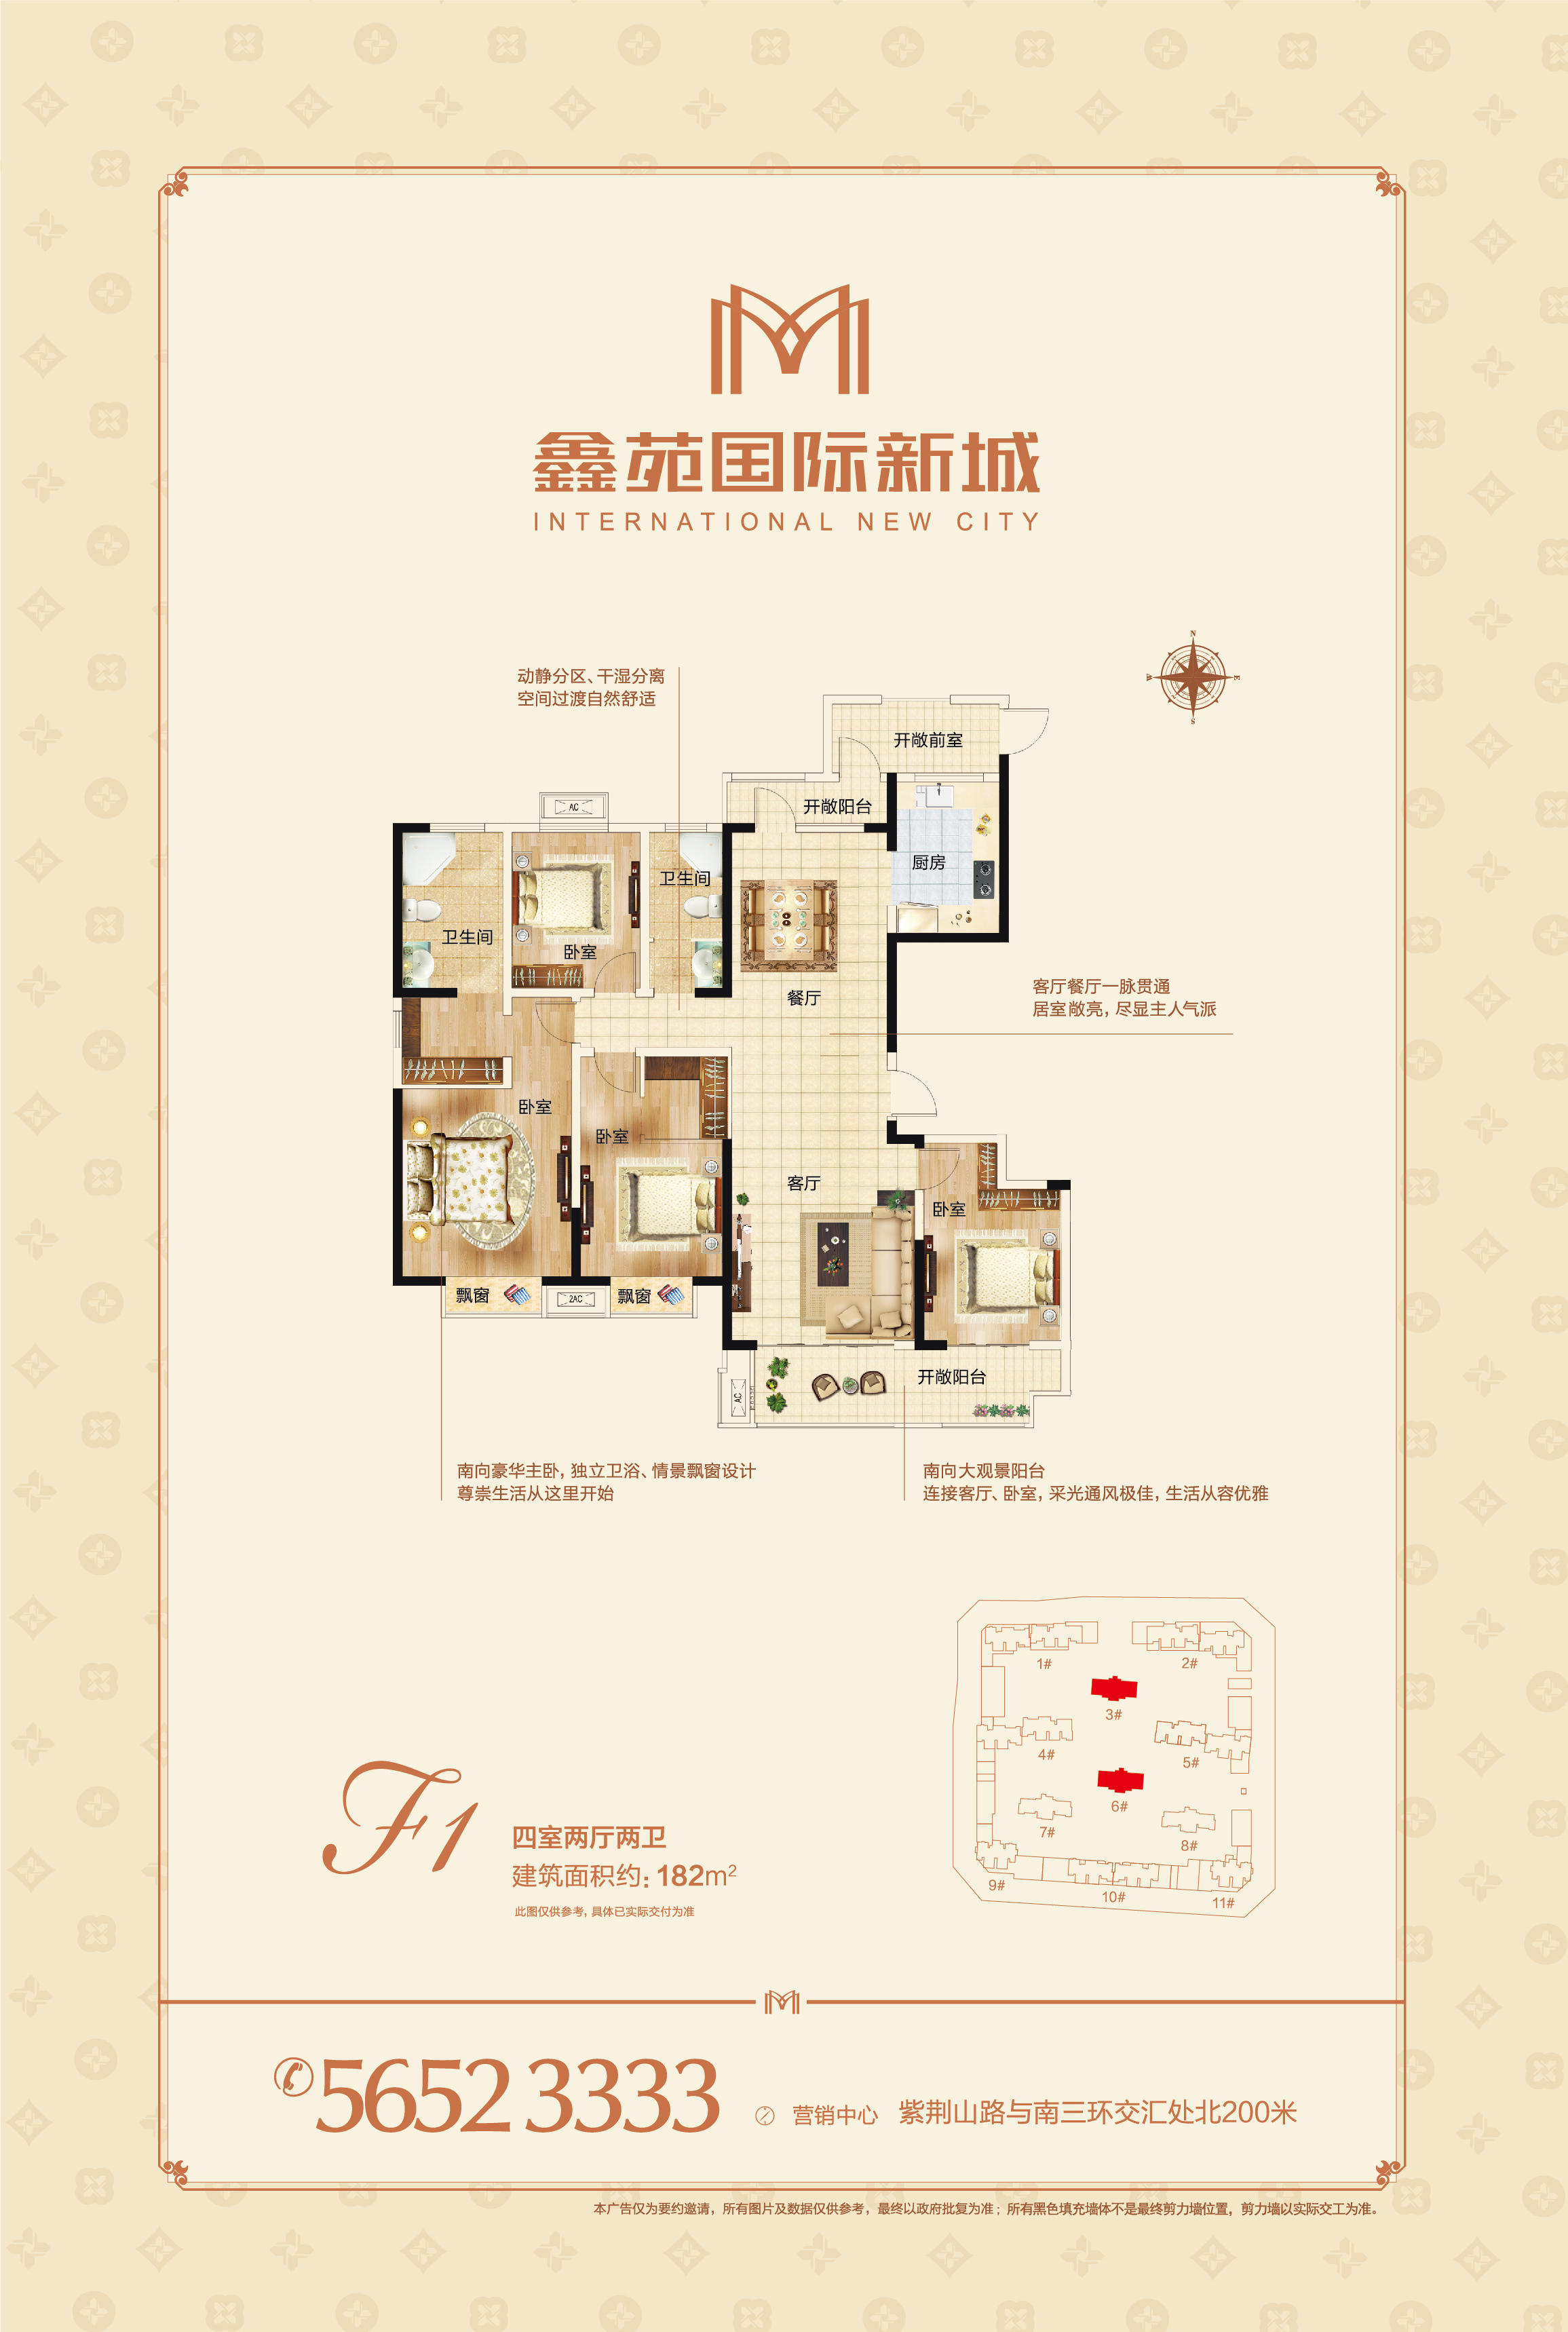 鑫苑国际新城
INTERNATIONAL NEW CITY
动静分区、干湿分离
空间过渡自然舒适
N
W
E
S
开敞前室
开敞阳台
AC
厨房
卫生间
卫生间
卧室
餐厅
客厅餐厅一脉贯通
居室敞亮，尽显主人气派
卧室
卧室
客厅
卧室
飘窗
2AC
飘窗
开敞阳台
AC
南向豪华主卧，独立卫浴、情景飘窗设计
尊崇生活从这里开始
南向大观景阳台
连接客厅、卧室，采光通风极佳，生活从容优雅
1#
2#
3#
4#
5#
6#
7#
8#
9#
10#
11#
F1
四室两厅两卫
建筑面积约：182m²
此图仅供参考，具体已实际交付为准
5652 3333
营销中心 紫荆山路与南三环交汇处北200米
本广告仅为要约邀请，所有图片及数据仅供参考，最终以政府批复为准；所有黑色填充墙体不是最终剪力墙位置，剪力墙以实际交工为准。